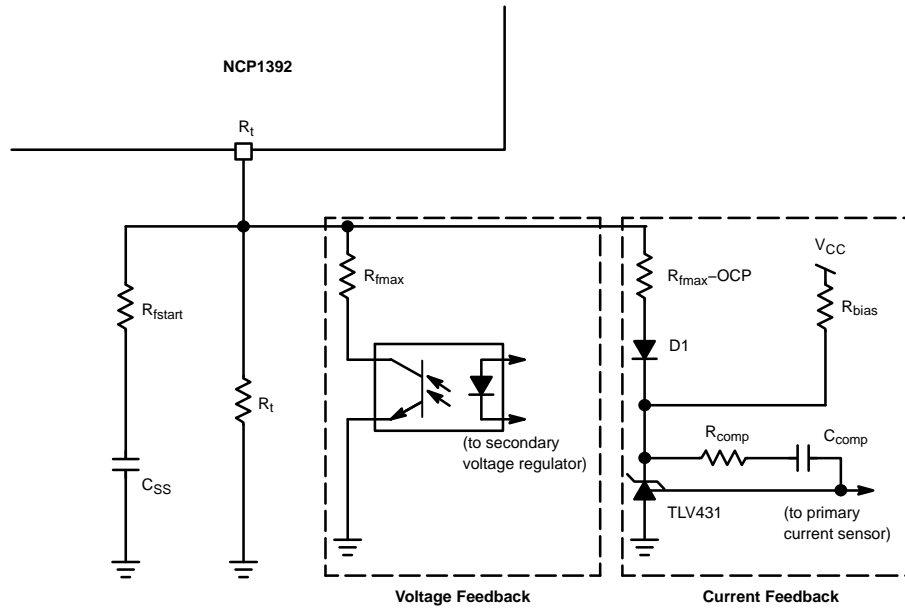 NCP1392
Rt
VCC
Rfmax
Rfmax–OCP
Rfstart
Rbias
D1
Rt
Rcomp
Ccomp
(to secondary
voltage regulator)
CSS
TLV431
(to primary
current sensor)
Voltage Feedback
Current Feedback